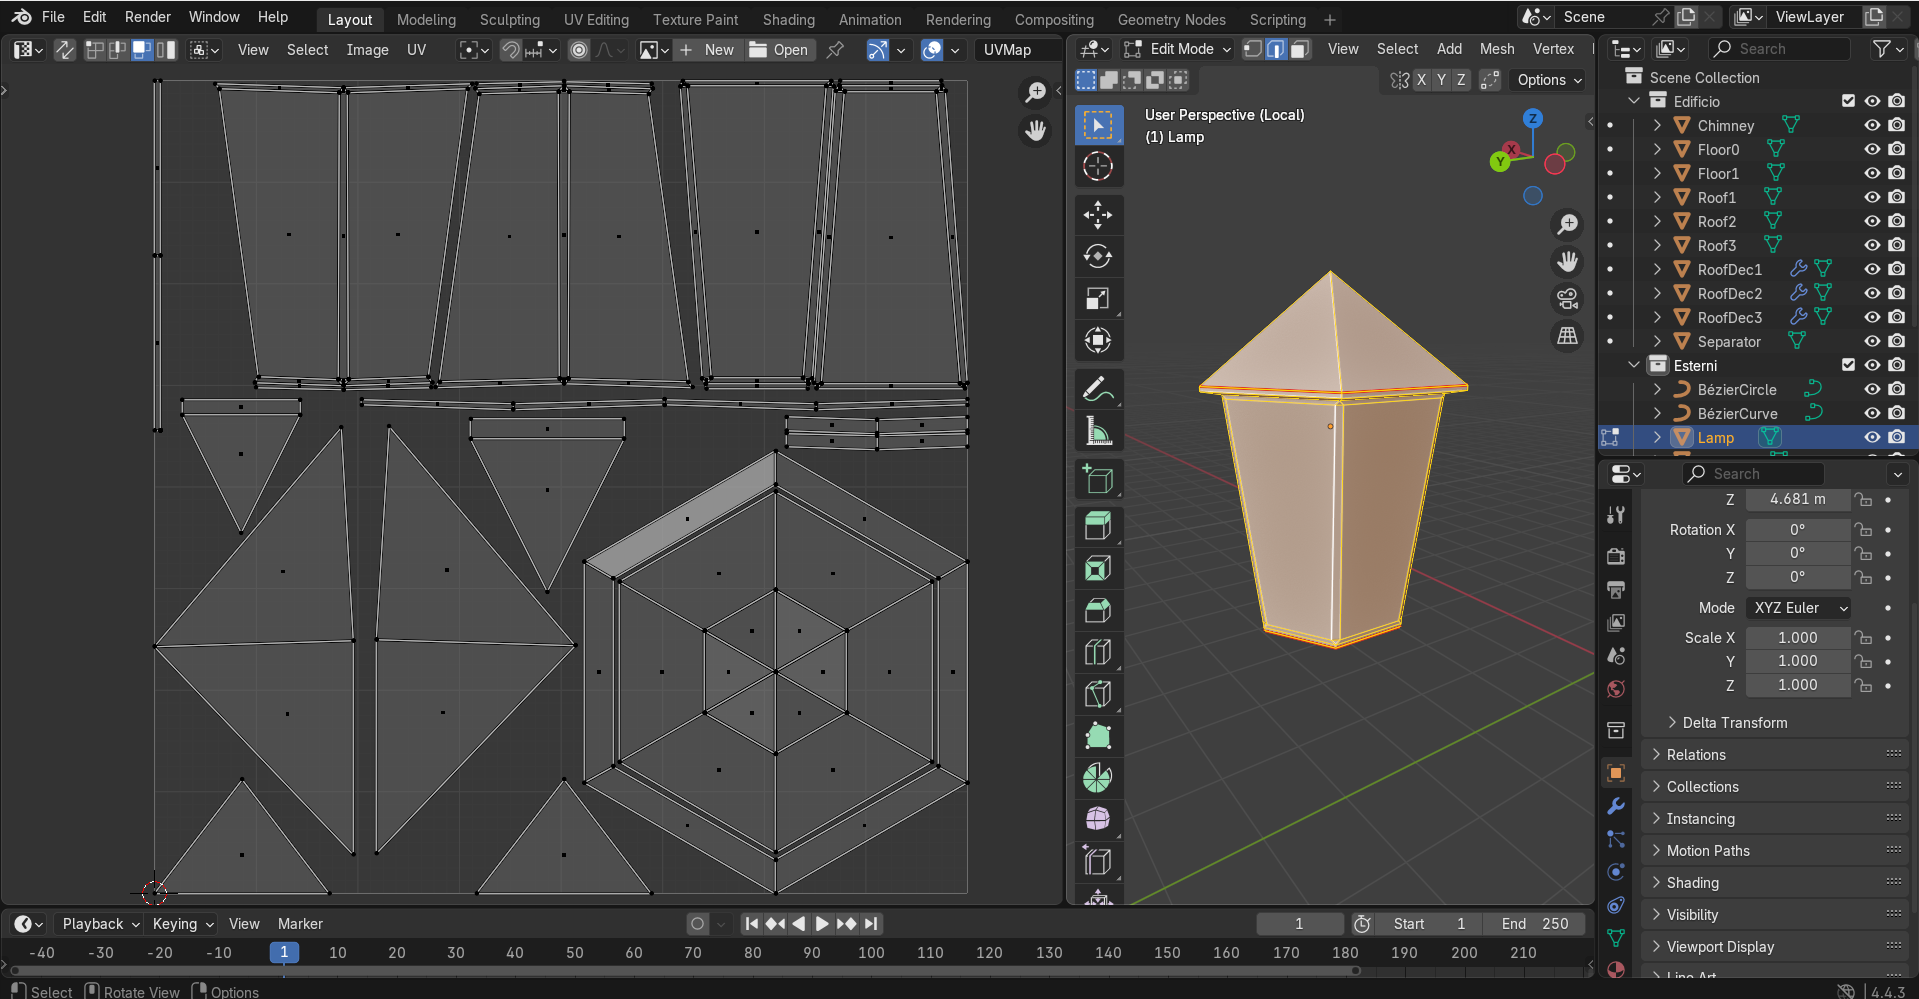 File Edit Render Window Help Layout Modeling Sculpting UV Editing Texture Paint Shading Animation Rendering Compositing Geometry Nodes Scripting + Scene ViewLayer
View Select Image UV New Open UVMap
Edit Mode View Select Add Mesh Vertex
Search
X Y Z Options
User Perspective (Local)
(1) Lamp
Z
X
Y
Scene Collection
Edificio
Chimney
Floor0
Floor1
Roof1
Roof2
Roof3
RoofDec1
RoofDec2
RoofDec3
Separator
Esterni
BézierCircle
BézierCurve
Lamp
Search
Z 4.681 m
Rotation X 0°
Y 0°
Z 0°
Mode XYZ Euler
Scale X 1.000
Y 1.000
Z 1.000
Delta Transform
Relations
Collections
Instancing
Motion Paths
Shading
Visibility
Viewport Display
Line Art
Playback Keying View Marker 1 Start 1 End 250
-40 -30 -20 -10 1 10 20 30 40 50 60 70 80 90 100 110 120 130 140 150 160 170 180 190 200 210
Select Rotate View Options 4.4.3